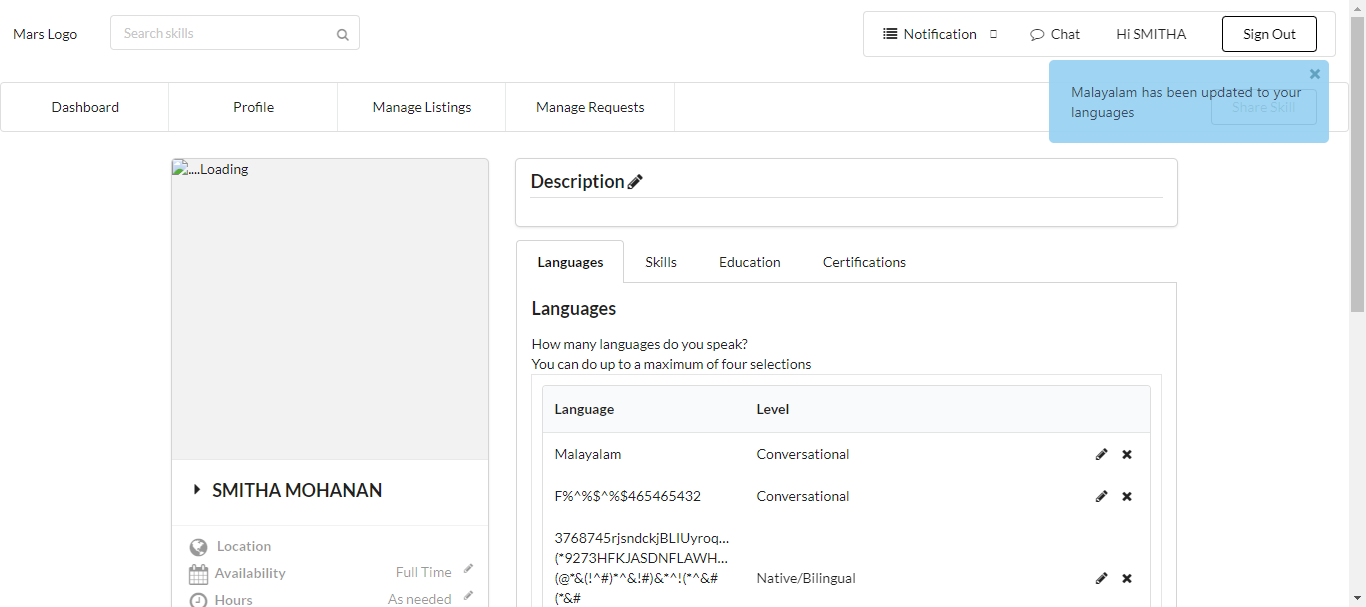 Mars Logo
Search skills
Notification
Chat
Hi SMITHA
Sign Out
Malayalam has been updated to your
languages
Dashboard
Profile
Manage Listings
Manage Requests
Share Skill
....Loading
Description
Languages
Skills
Education
Certifications
Languages
How many languages do you speak?
You can do up to a maximum of four selections
Language
Level
Malayalam
Conversational
F%^%$^%$465465432
Conversational
3768745rjsndckjBLIUyroq...
(*9273HFKJASDNFLAWH...
(@*&(!^#)*^&!#)&*^!(*^&#
(*&#
Native/Bilingual
SMITHA MOHANAN
Location
Availability
Full Time
Hours
As needed